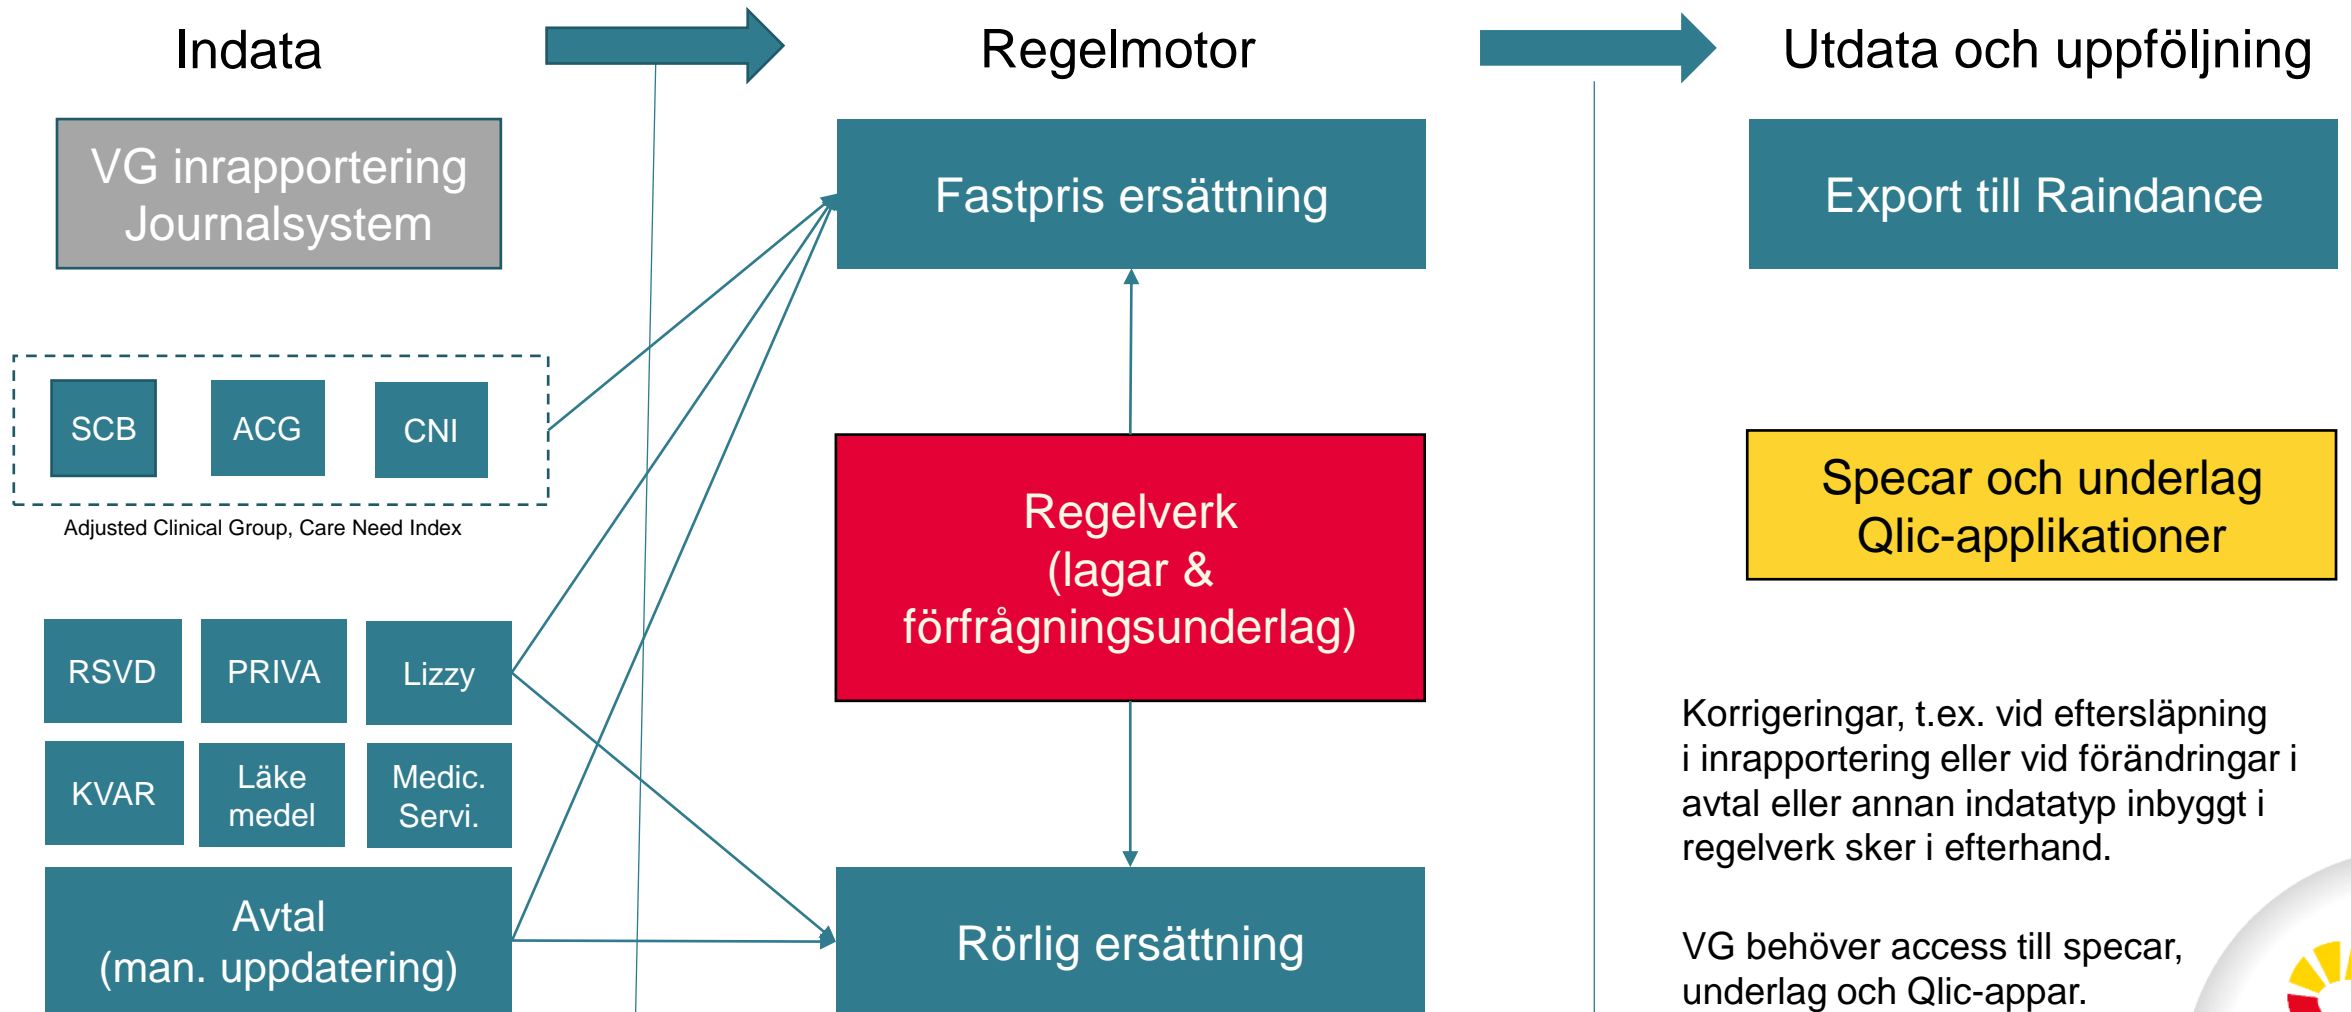 Indata
Regelmotor
Utdata och uppföljning
VG inrapportering
Journalsystem
SCB
ACG
CNI
Adjusted Clinical Group, Care Need Index
RSVD
PRIVA
Lizzy
KVAR
Läke
medel
Medic.
Servi.
Avtal
(man. uppdatering)
Fastpris ersättning
Regelverk
(lagar &
förfrågningsunderlag)
Rörlig ersättning
Export till Raindance
Specar och underlag
Qlic-applikationer
Korrigeringar, t.ex. vid eftersläpning
i inrapportering eller vid förändringar i
avtal eller annan indatatyp inbyggt i
regelverk sker i efterhand.
VG behöver access till specar,
underlag och Qlic-appar.